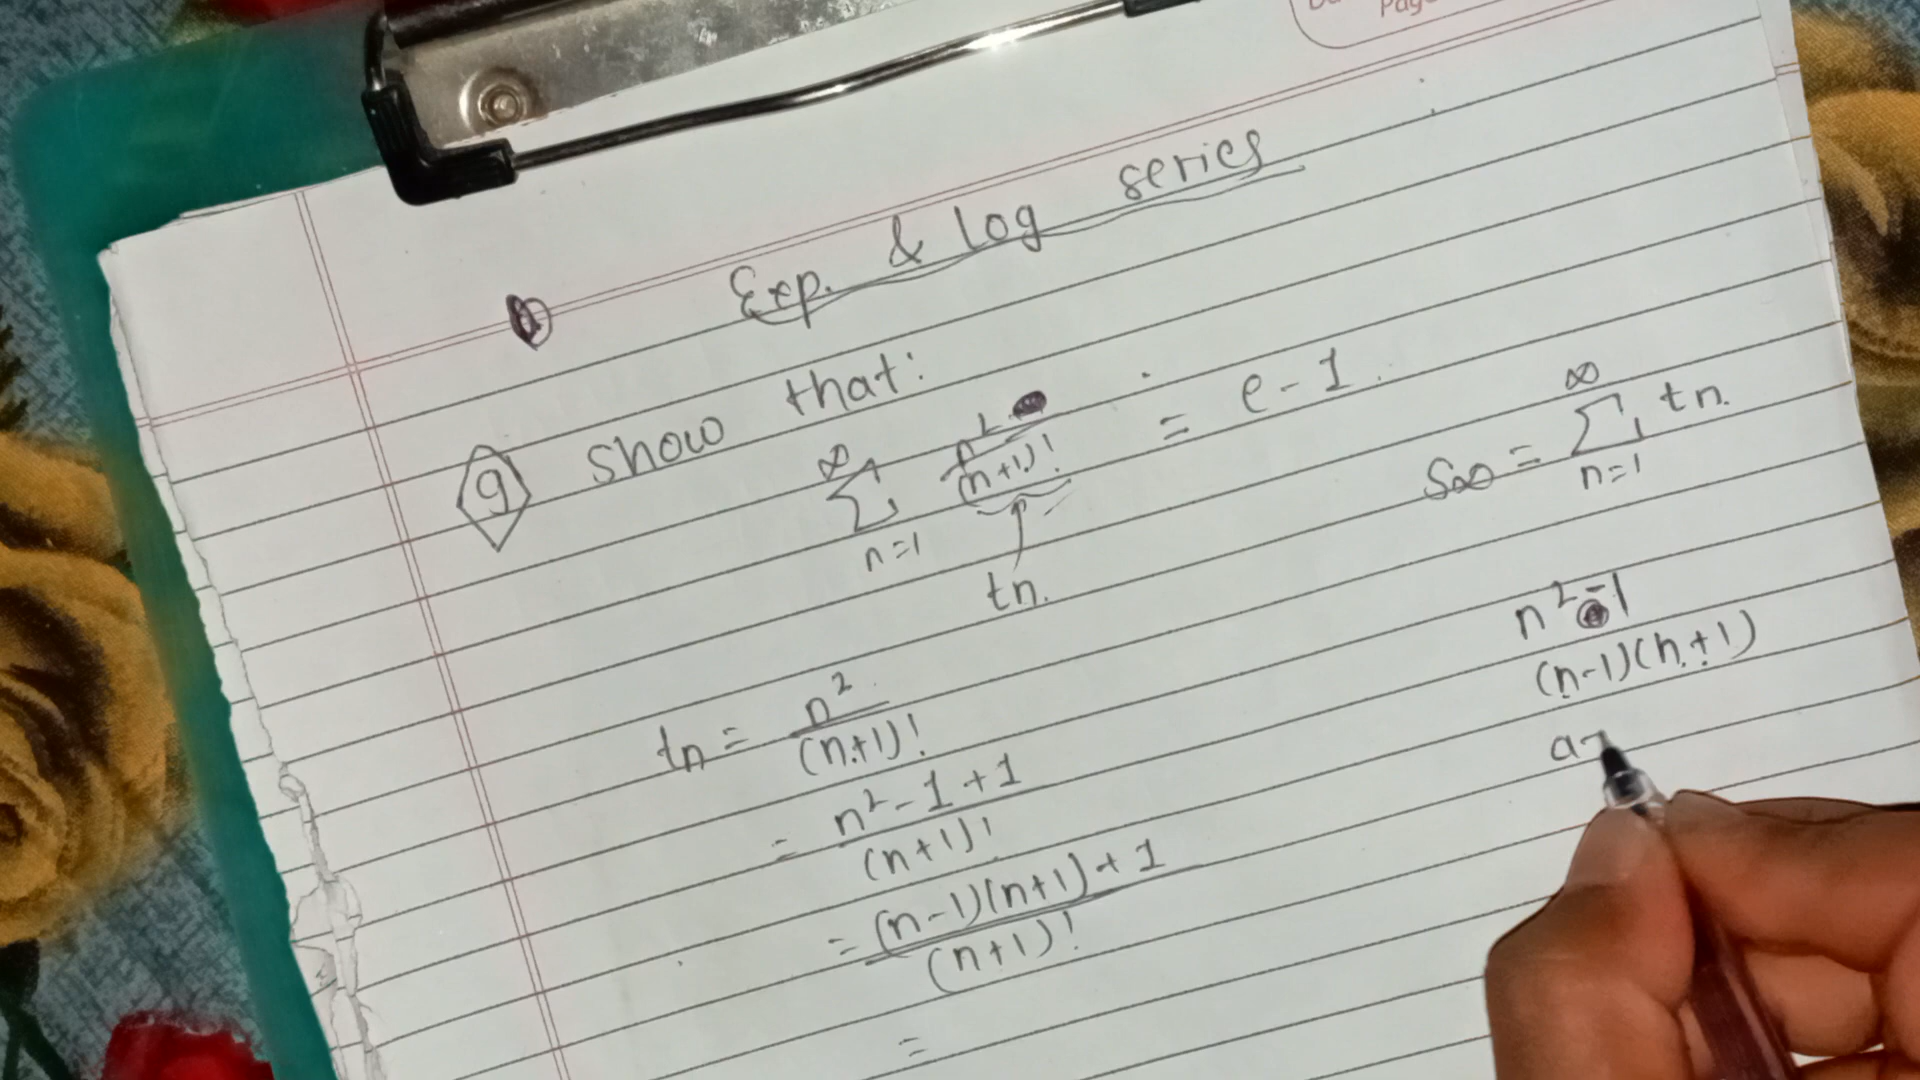 Page
Exp. & log series
9 Show that:
∞ ∑ n=1 n²/(n+1)! = e - 1.
tn.
S∞ = ∞ ∑ n=1 tn.
tn = n²/(n+1)!
= n² - 1 + 1/(n+1)!
= (n-1)(n+1) + 1/(n+1)!
=
n² - 1
(n-1)(n+1)
a